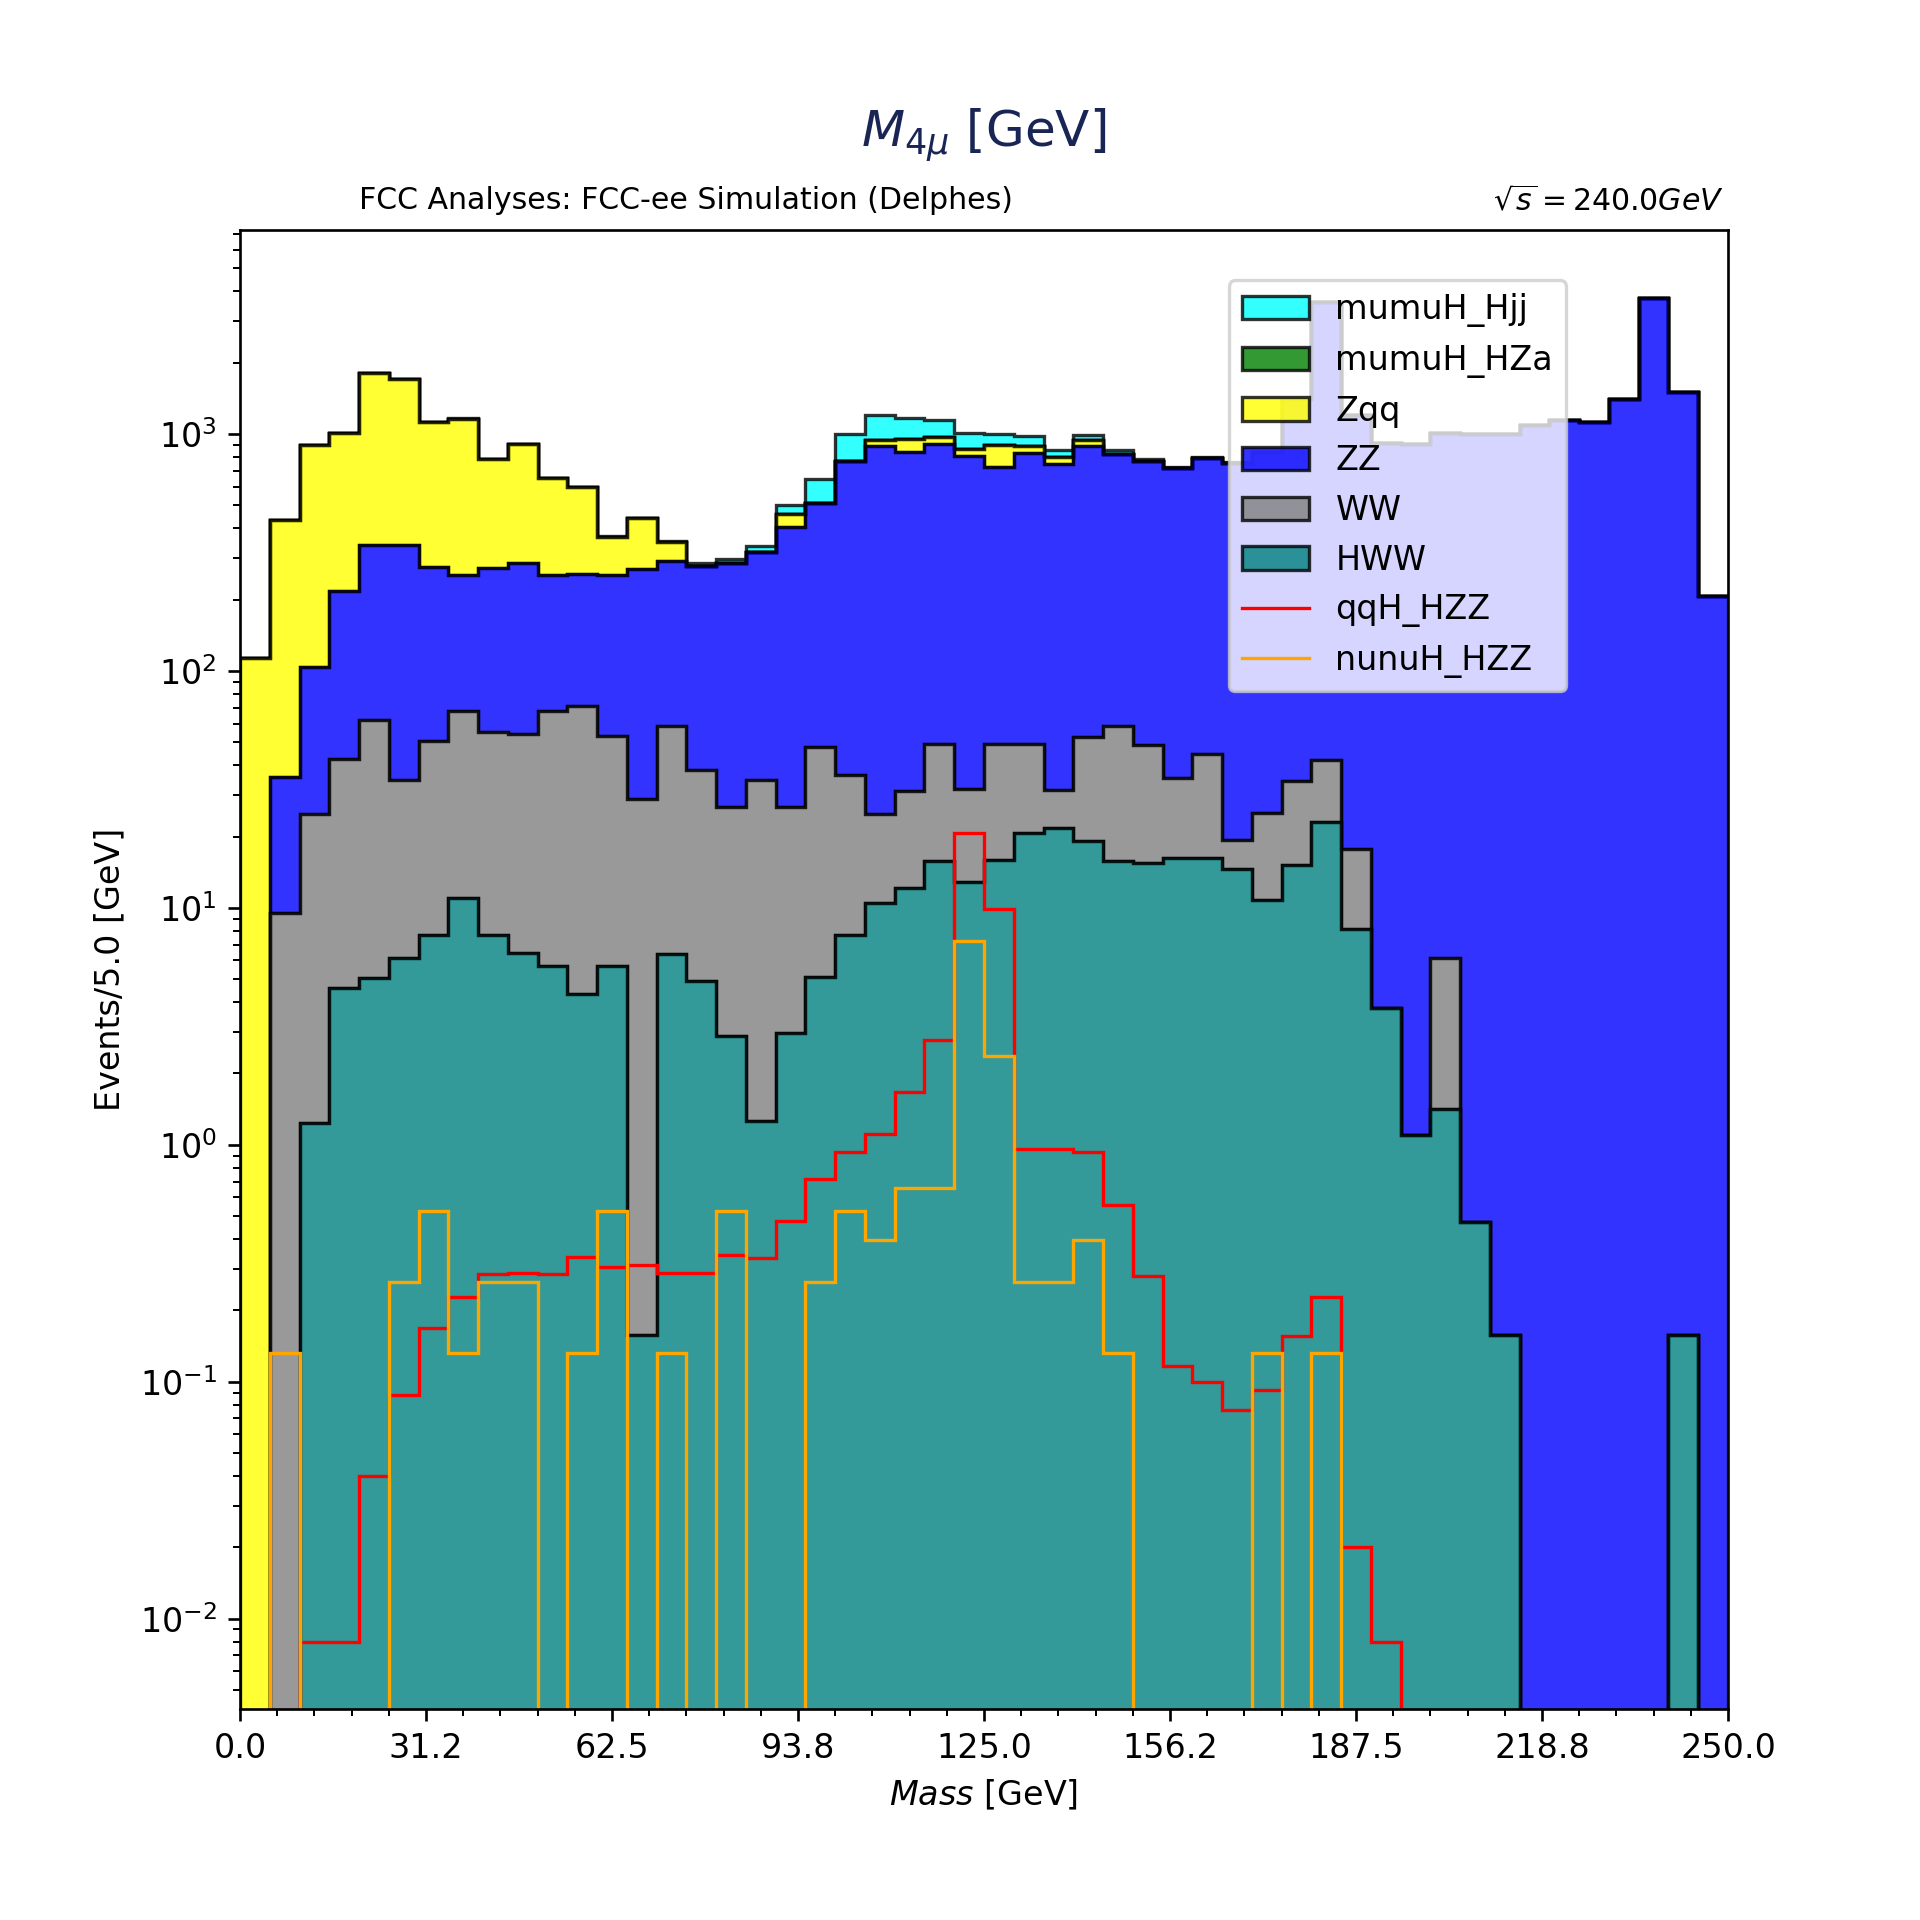 M4μ [GeV]
FCC Analyses: FCC-ee Simulation (Delphes)
√s = 240.0GeV
mumuH_Hjj
mumuH_HZa
Zqq
ZZ
WW
HWW
qqH_HZZ
nunuH_HZZ
Events/5.0 [GeV]
10³
10²
10¹
10⁰
10⁻¹
10⁻²
0.0 31.2 62.5 93.8 125.0 156.2 187.5 218.8 250.0
Mass [GeV]